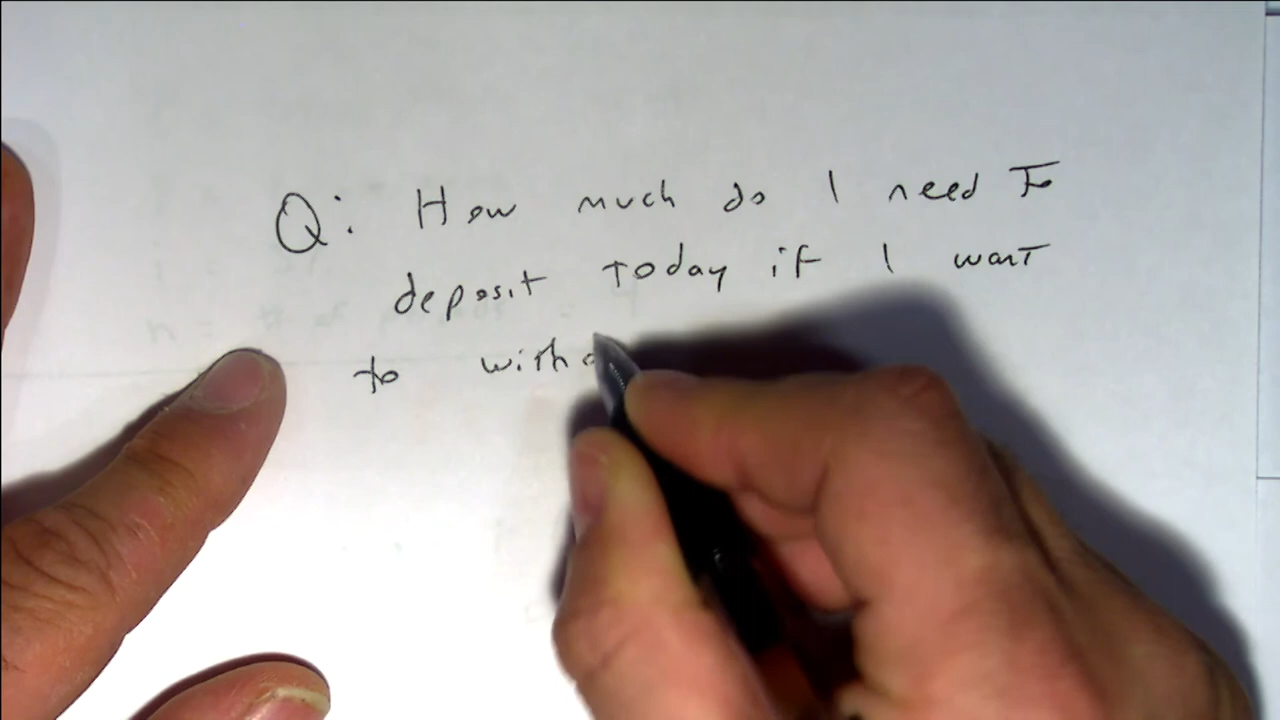 Q: How much do I need to
deposit today if I want
to with